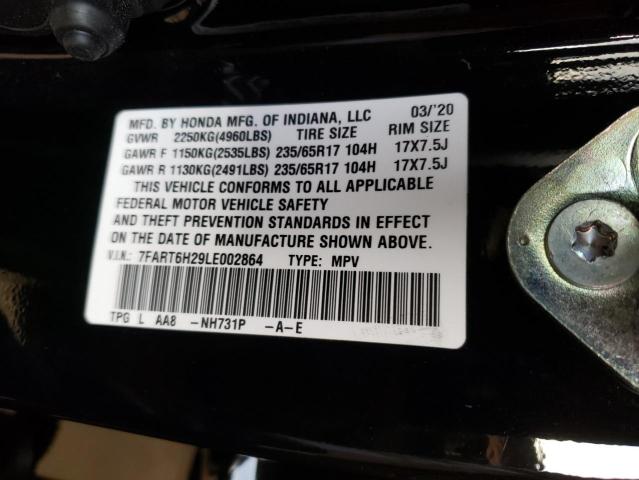 MFD. BY HONDA MFG. OF INDIANA, LLC 03/'20
GVWR 2250KG(4960LBS) TIRE SIZE RIM SIZE
GAWR F 1150KG(2535LBS) 235/65R17 104H 17X7.5J
GAWR R 1130KG(2491LBS) 235/65R17 104H 17X7.5J
THIS VEHICLE CONFORMS TO ALL APPLICABLE
FEDERAL MOTOR VEHICLE SAFETY
AND THEFT PREVENTION STANDARDS IN EFFECT
ON THE DATE OF MANUFACTURE SHOWN ABOVE.
V.I.N.: 7FART6H29LE002864 TYPE: MPV
TPG L AA8 -NH731P -A-E